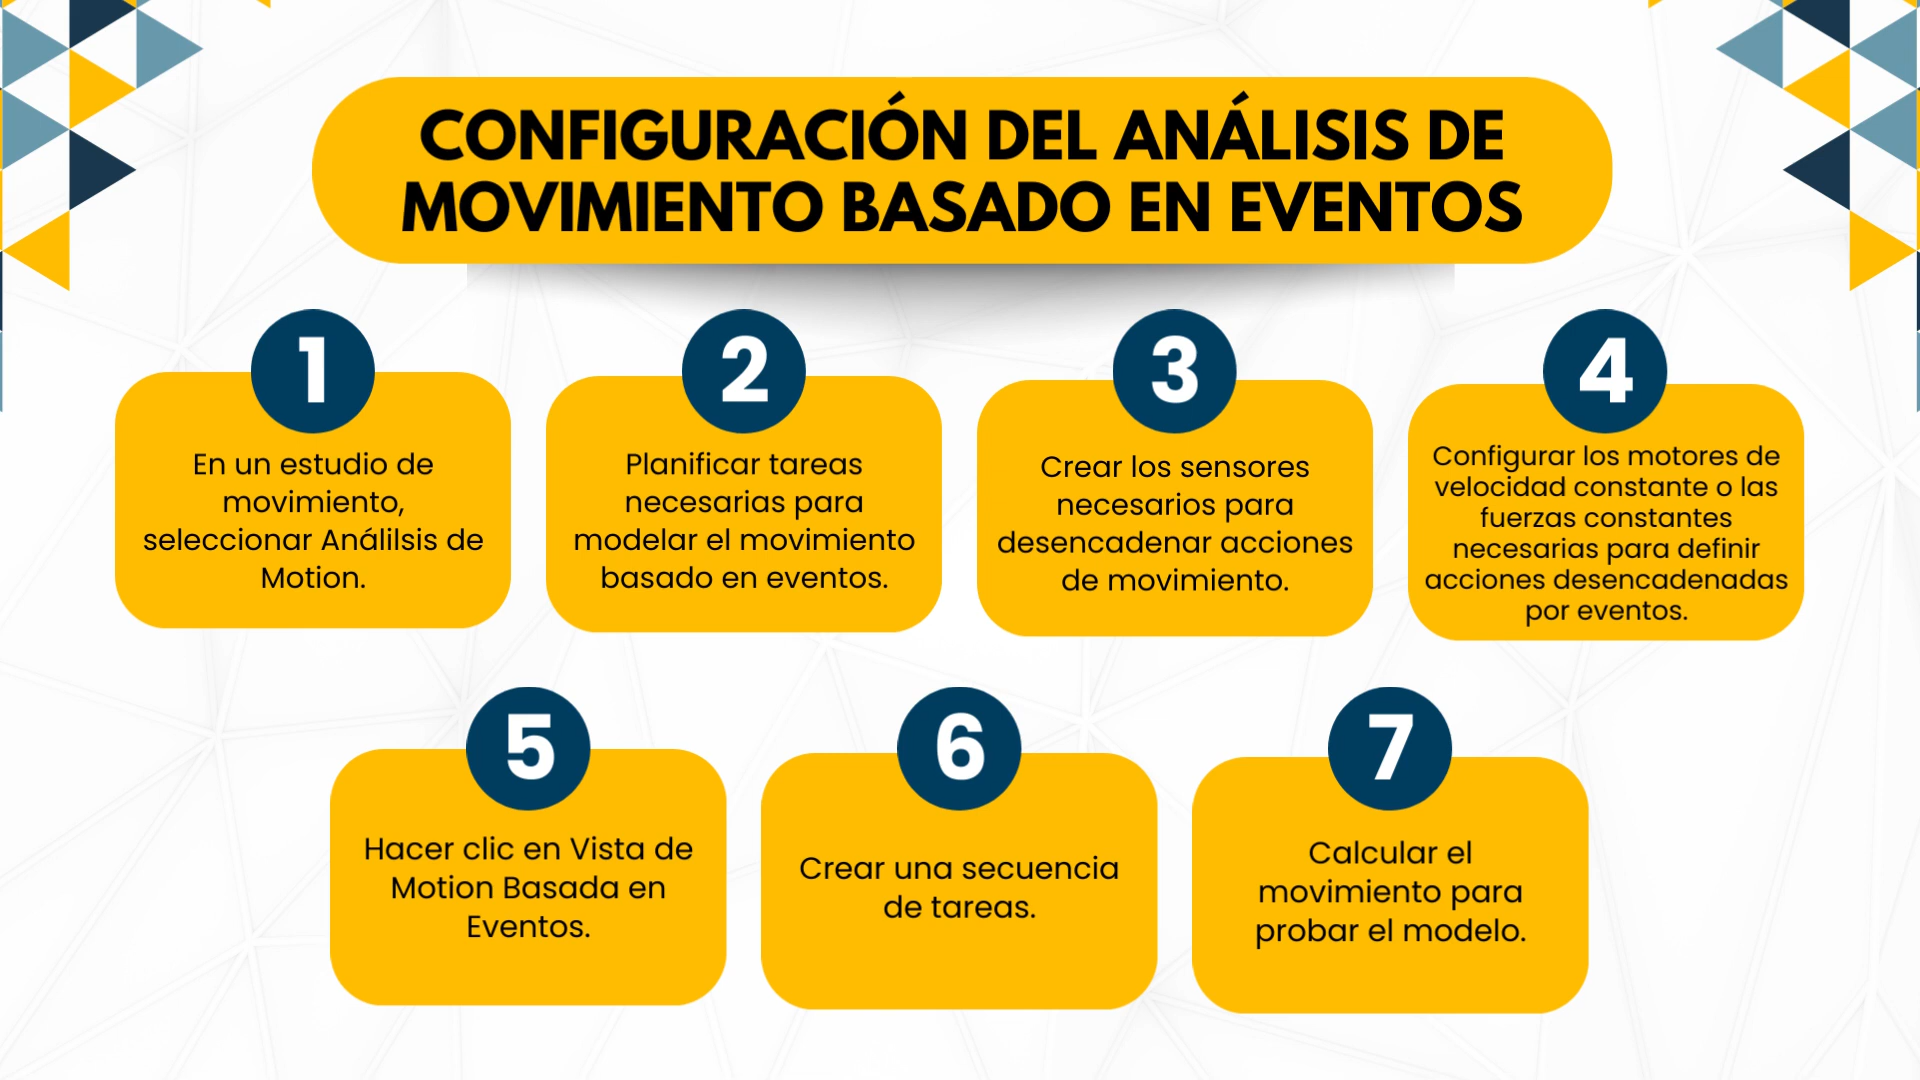 CONFIGURACIÓN DEL ANÁLISIS DE
MOVIMIENTO BASADO EN EVENTOS
1
En un estudio de
movimiento,
seleccionar Análilsis de
Motion.
2
Planificar tareas
necesarias para
modelar el movimiento
basado en eventos.
3
Crear los sensores
necesarios para
desencadenar acciones
de movimiento.
4
Configurar los motores de
velocidad constante o las
fuerzas constantes
necesarias para definir
acciones desencadenadas
por eventos.
5
Hacer clic en Vista de
Motion Basada en
Eventos.
6
Crear una secuencia
de tareas.
7
Calcular el
movimiento para
probar el modelo.